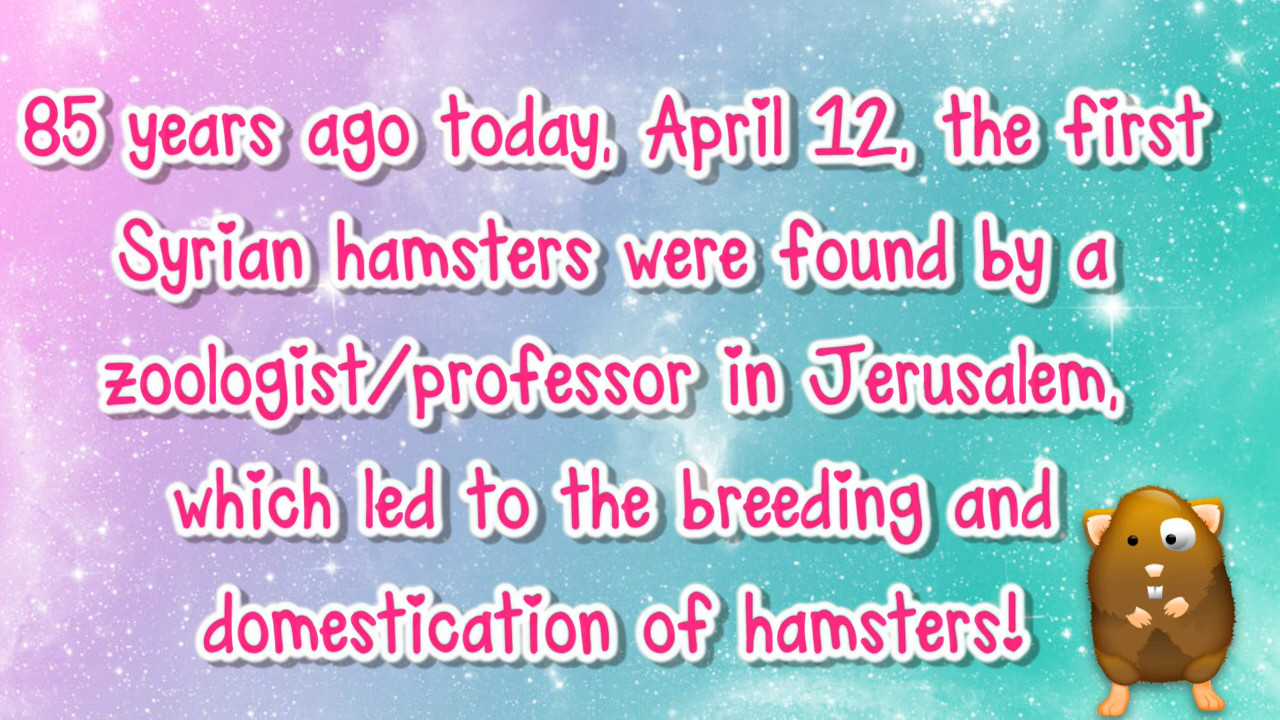 85 years ago today, April 12, the first
Syrian hamsters were found by a
zoologist/professor in Jerusalem,
which led to the breeding and
domestication of hamsters!